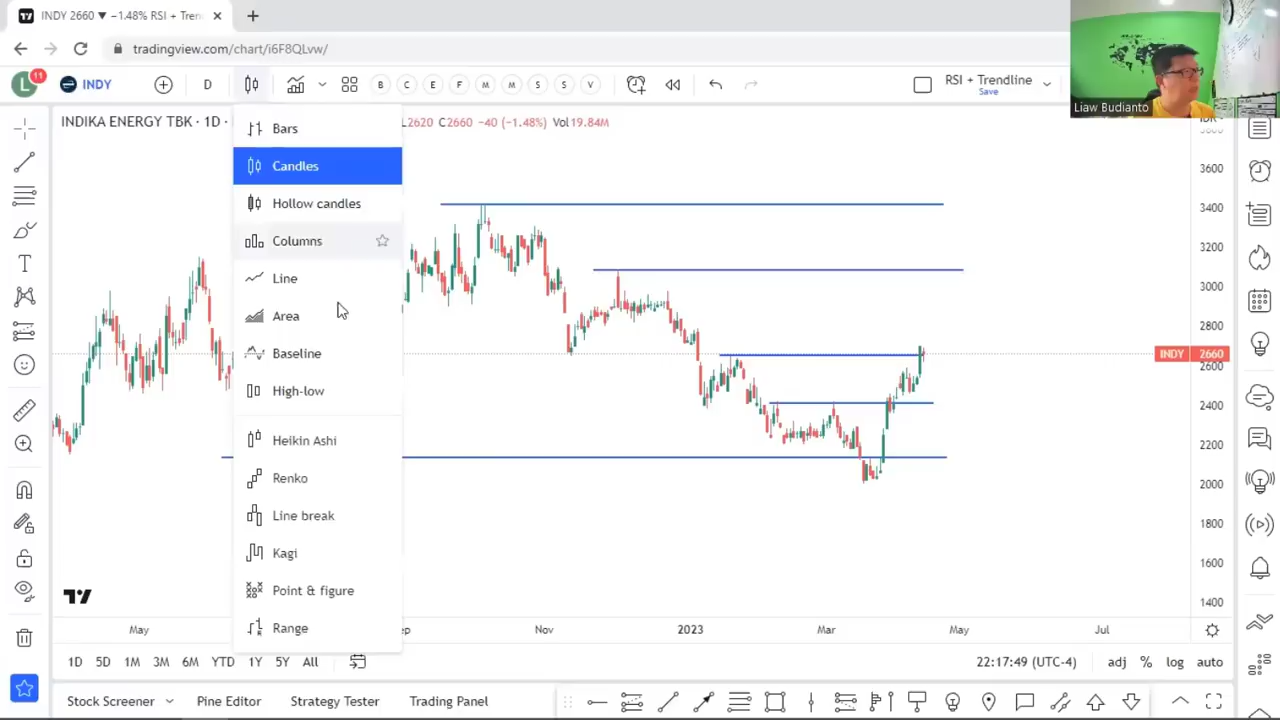 INDY 2660 ▼ −1.48% RSI + Tren
tradingview.com/chart/i6F8QLvw/
L 11 INDY D B C E F M M S S V RSI + Trendline
Save
Liaw Budianto
INDIKA ENERGY TBK · 1D · L2620 C2660 −40 (−1.48%) Vol19.84M
Bars
Candles
Hollow candles
Columns
Line
Area
Baseline
High-low
Heikin Ashi
Renko
Line break
Kagi
Point & figure
Range
3600
3400
3200
3000
2800
INDY 2660
2600
2400
2200
2000
1800
1600
1400
May ep Nov 2023 Mar May Jul
1D 5D 1M 3M 6M YTD 1Y 5Y All 22:17:49 (UTC-4) adj % log auto
Stock Screener Pine Editor Strategy Tester Trading Panel